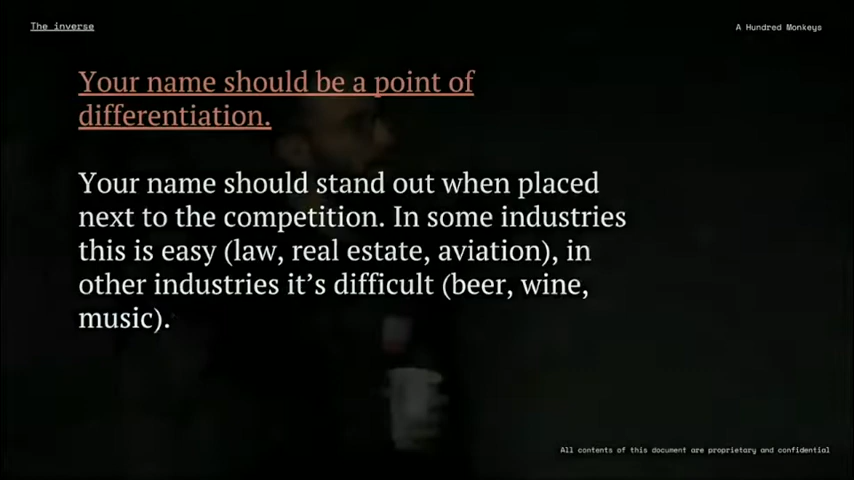 The inverse
A Hundred Monkeys
Your name should be a point of
differentiation.
Your name should stand out when placed
next to the competition. In some industries
this is easy (law, real estate, aviation), in
other industries it's difficult (beer, wine,
music).
All contents of this document are proprietary and confidential